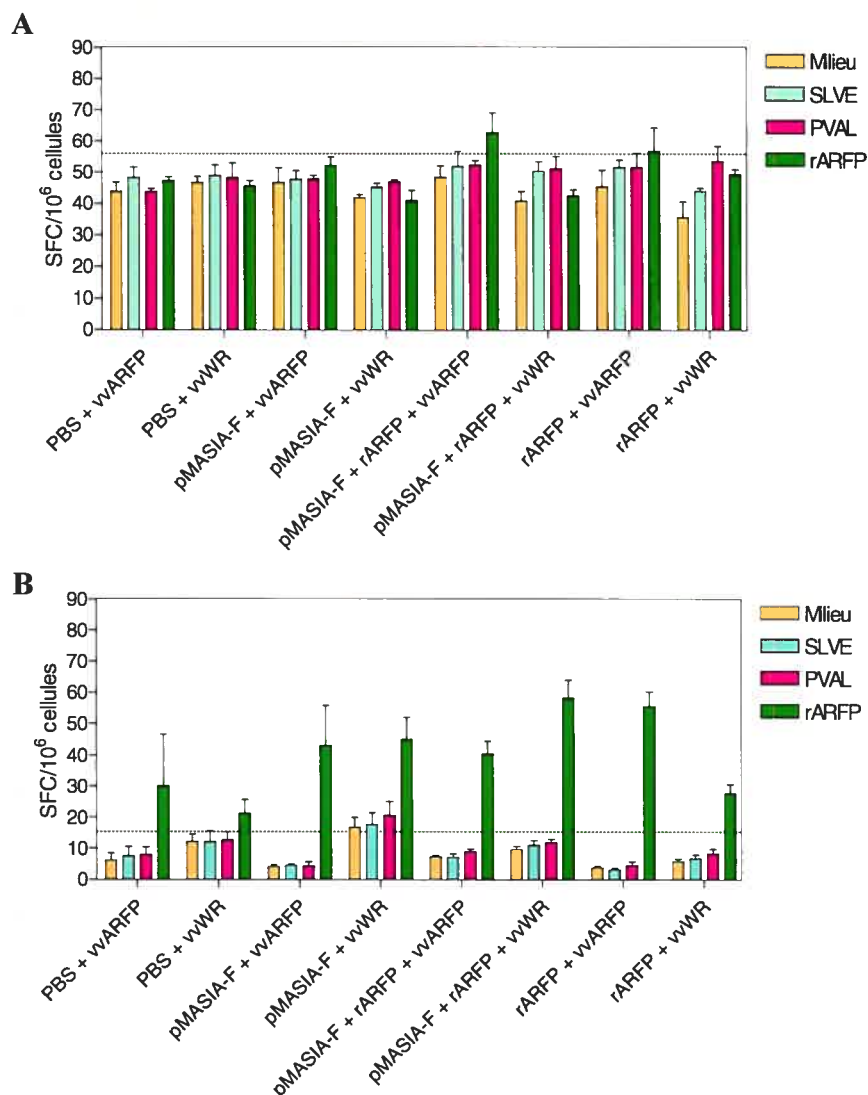 A
90
80
70
60
50
40
30
20
10
0
SFC/10⁶ cellules
Milieu
SLVE
PVAL
rARFP
PBS + vvARFP
PBS + vvWR
pMASIA-F + vvARFP
pMASIA-F + vvWR
pMASIA-F + rARFP + vvARFP
pMASIA-F + rARFP + vvWR
rARFP + vvARFP
rARFP + vvWR
B
90
80
70
60
50
40
30
20
10
0
SFC/10⁶ cellules
Milieu
SLVE
PVAL
rARFP
PBS + vvARFP
PBS + vvWR
pMASIA-F + vvARFP
pMASIA-F + vvWR
pMASIA-F + rARFP + vvARFP
pMASIA-F + rARFP + vvWR
rARFP + vvARFP
rARFP + vvWR